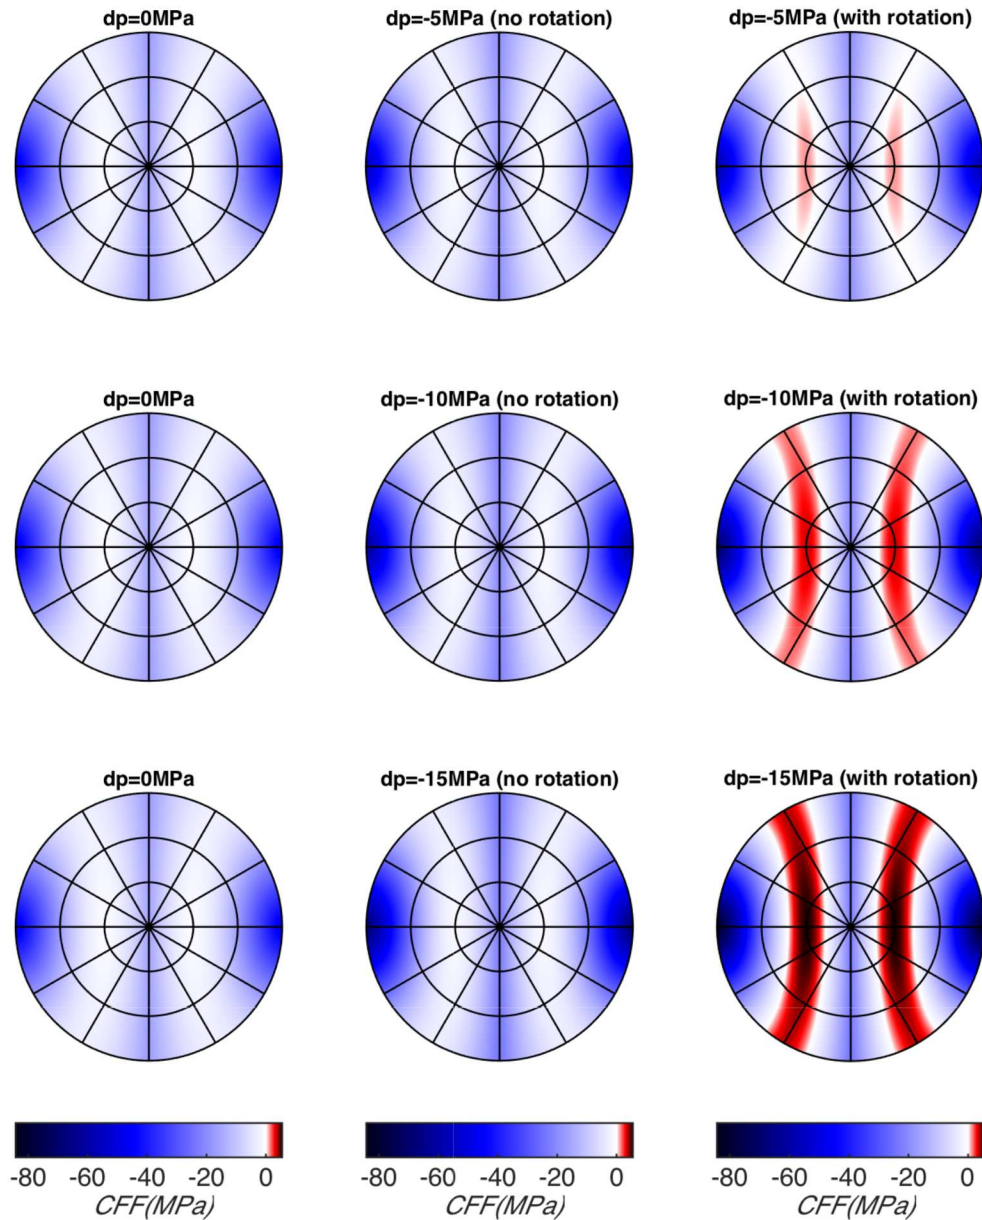 dp=0MPa
dp=-5MPa (no rotation)
dp=-5MPa (with rotation)
dp=0MPa
dp=-10MPa (no rotation)
dp=-10MPa (with rotation)
dp=0MPa
dp=-15MPa (no rotation)
dp=-15MPa (with rotation)
-80 -60 -40 -20 0
-80 -60 -40 -20 0
-80 -60 -40 -20 0
CFF(MPa)
CFF(MPa)
CFF(MPa)